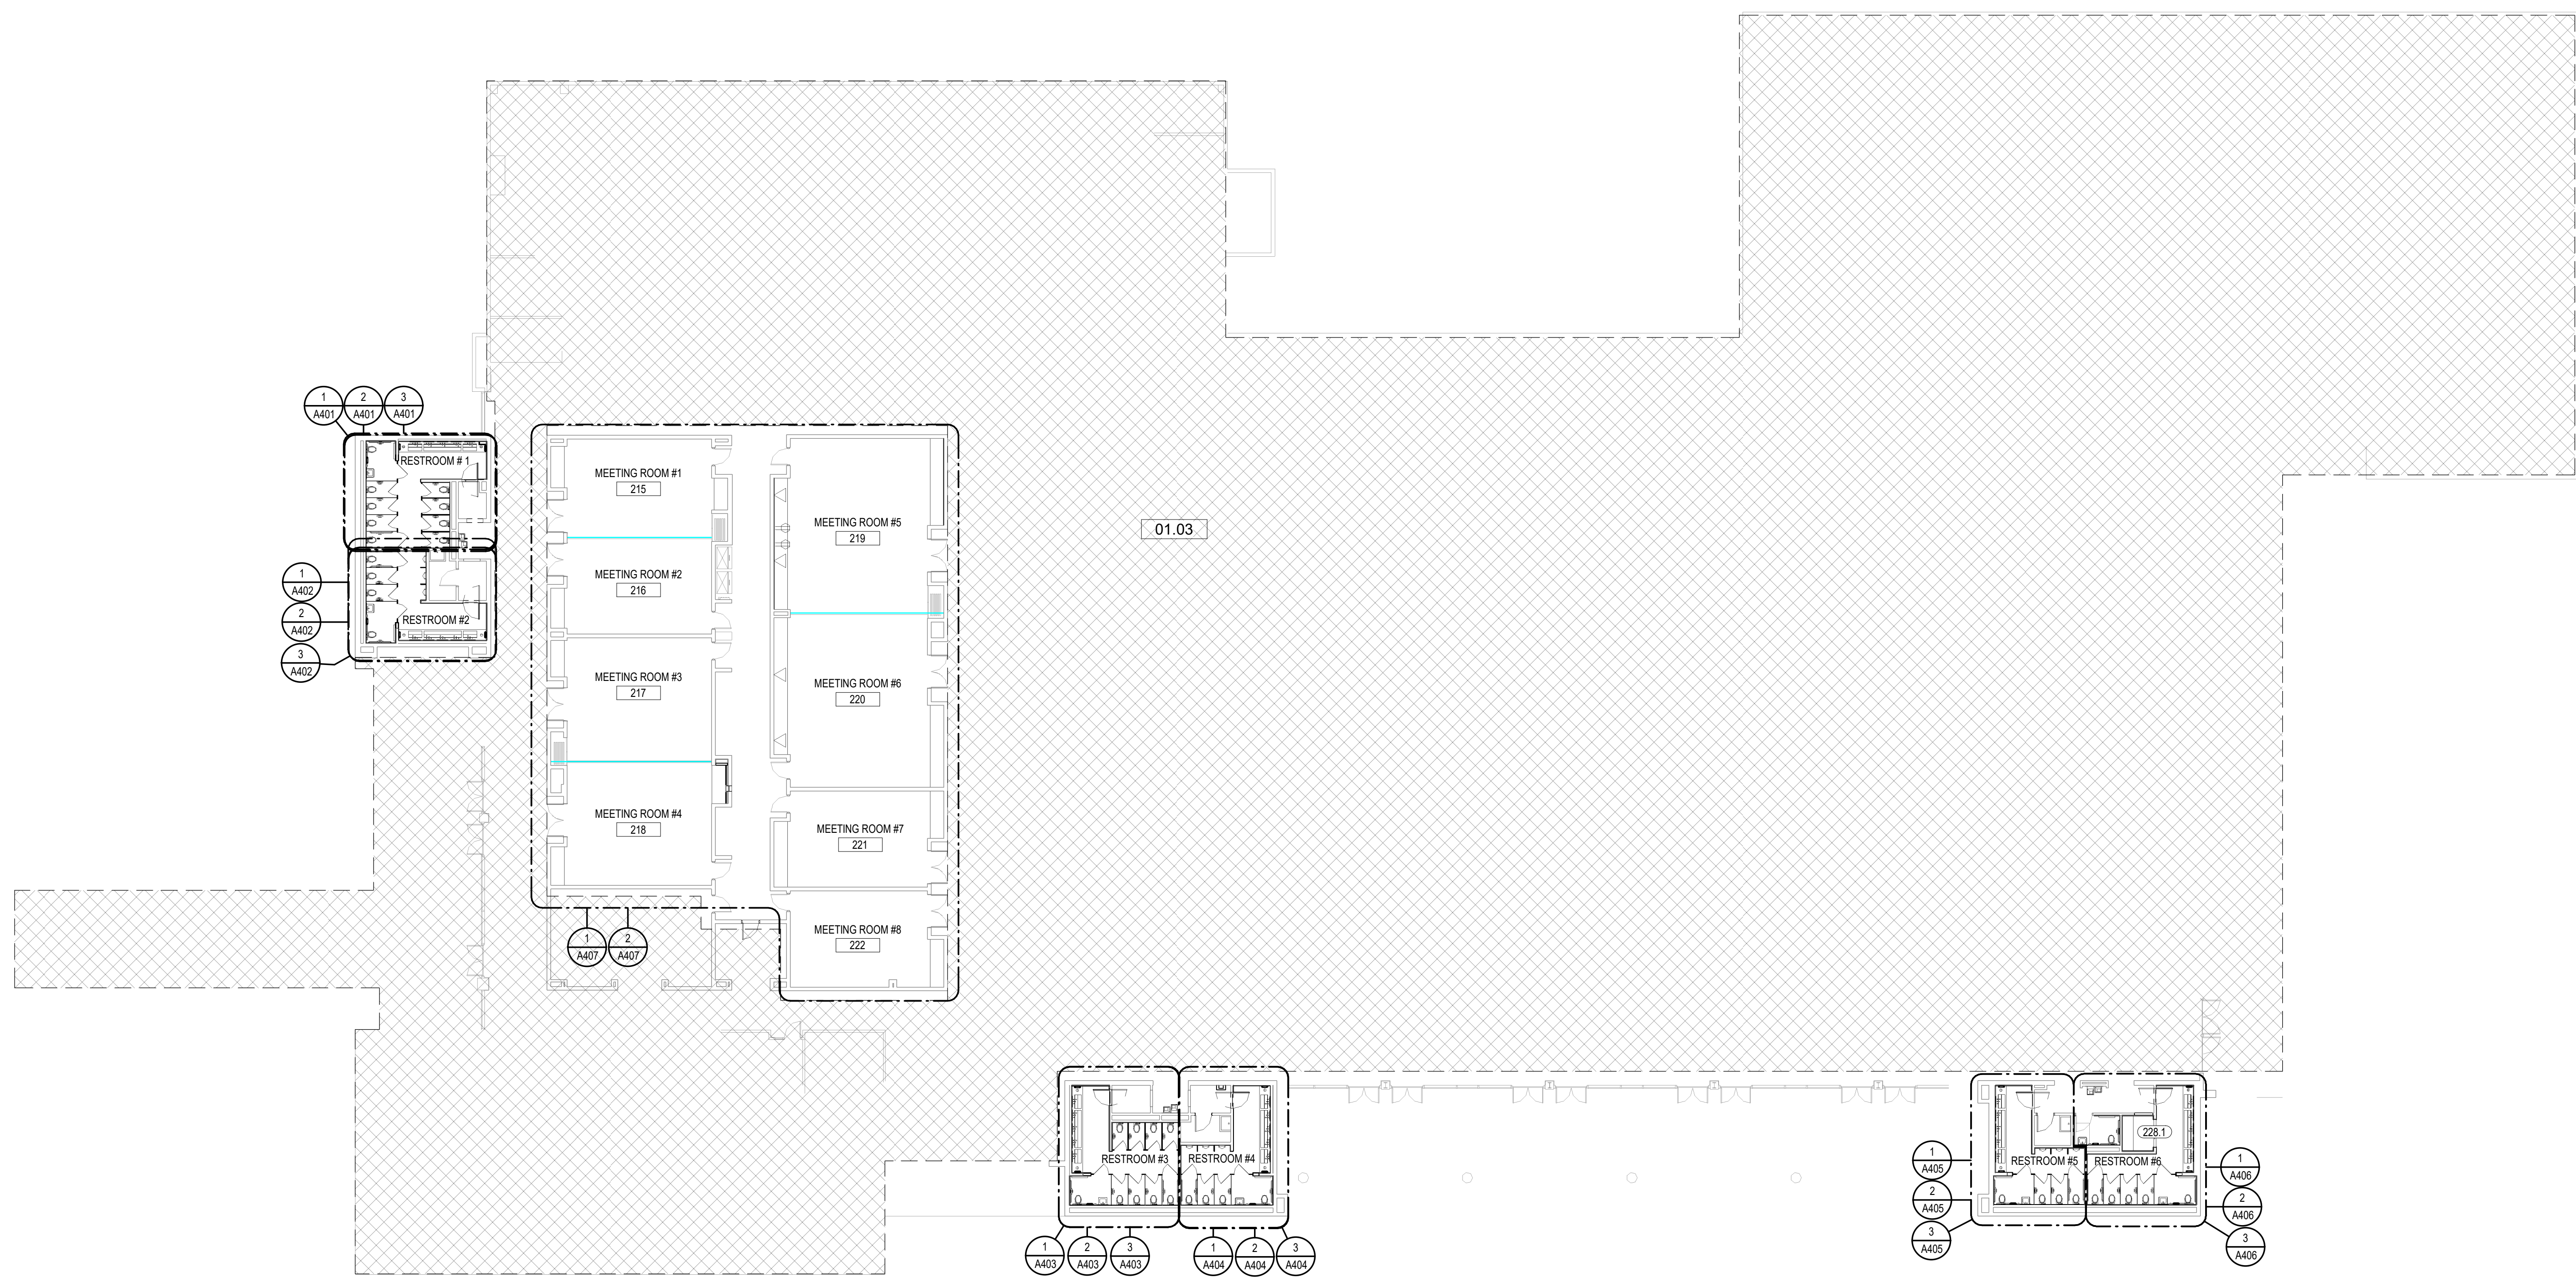 1
A401
2
A401
3
A401
RESTROOM # 1
1
A402
2
A402
3
A402
RESTROOM #2
MEETING ROOM #1
215
MEETING ROOM #2
216
MEETING ROOM #3
217
MEETING ROOM #4
218
MEETING ROOM #5
219
MEETING ROOM #6
220
MEETING ROOM #7
221
MEETING ROOM #8
222
01.03
1
A407
2
A407
RESTROOM #3
RESTROOM #4
1
A403
2
A403
3
A403
1
A404
2
A404
3
A404
228.1
RESTROOM #5
RESTROOM #6
1
A405
2
A405
3
A405
1
A406
2
A406
3
A406